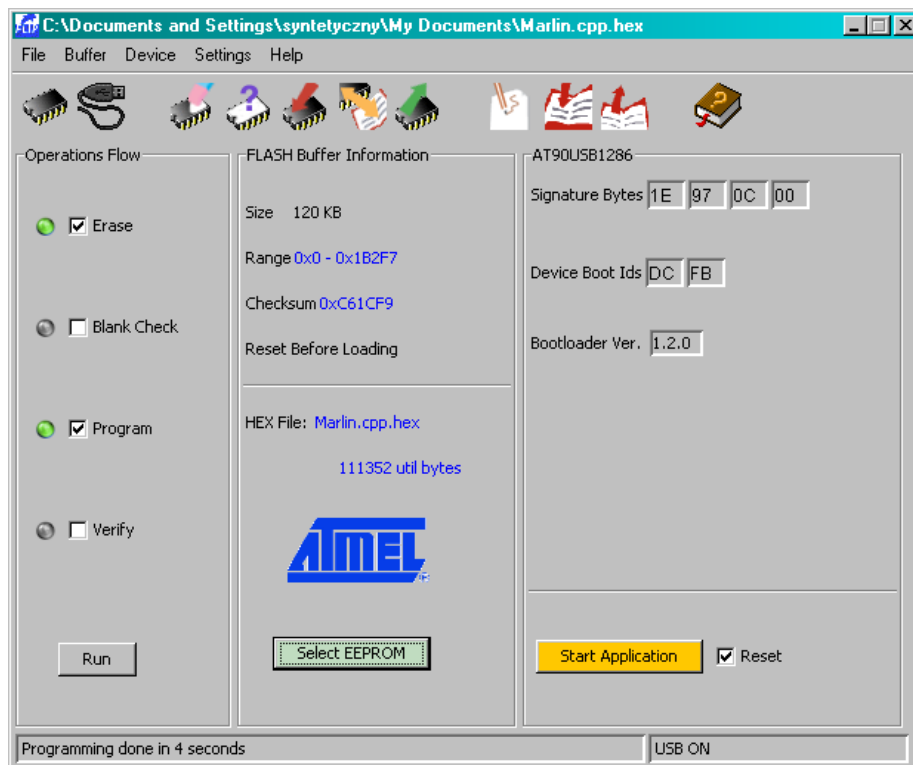 C:\Documents and Settings\syntetyczny\My Documents\Marlin.cpp.hex
File Buffer Device Settings Help
Operations Flow
Erase
Blank Check
Program
Verify
Run
FLASH Buffer Information
Size 120 KB
Range 0x0 - 0x1B2F7
Checksum 0xC61CF9
Reset Before Loading
HEX File: Marlin.cpp.hex
111352 util bytes
ATMEL
Select EEPROM
AT90USB1286
Signature Bytes 1E 97 0C 00
Device Boot Ids DC FB
Bootloader Ver. 1.2.0
Start Application Reset
Programming done in 4 seconds
USB ON